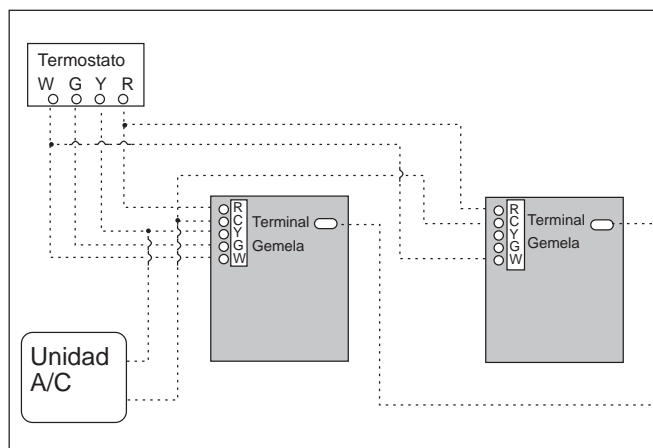 Termostato
W G Y R
R
C
Y
G
W
Terminal
Gemela
R
C
Y
G
W
Terminal
Gemela
Unidad
A/C